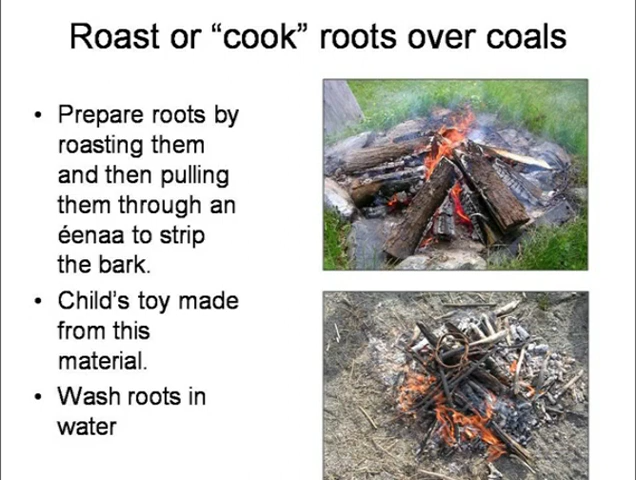 Roast or “cook” roots over coals
• Prepare roots by
roasting them
and then pulling
them through an
éenaa to strip
the bark.
• Child’s toy made
from this
material.
• Wash roots in
water